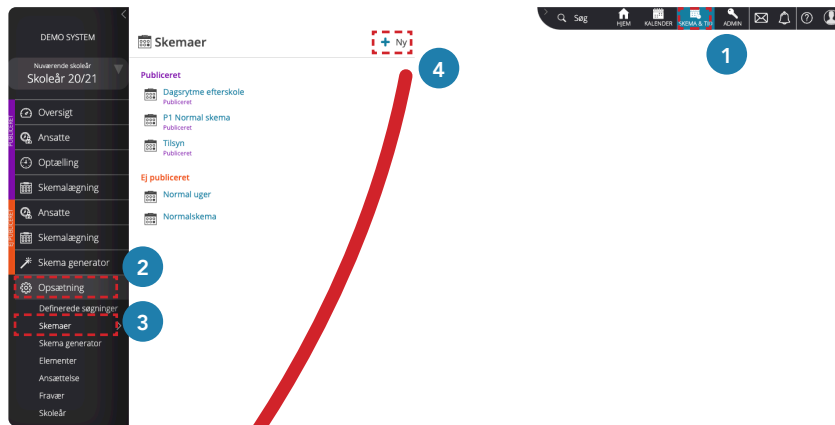 DEMO SYSTEM
Nuværende skoleår
Skoleår 20/21
PUBLICERET
Oversigt
Ansatte
Optælling
Skemalægning
EJ PUBLICERET
Ansatte
Skemalægning
Skema generator
Opsætning
Definerede søgninger
Skemaer
Skema generator
Elementer
Ansættelse
Fravær
Skoleår
2
3
Skemaer
Ny
4
Publiceret
Dagsrytme efterskole
Publiceret
P1 Normal skema
Publiceret
Tilsyn
Publiceret
Ej publiceret
Normal uger
Normalskema
Søg
HJEM
KALENDER
SKEMA & TID
ADMIN
1